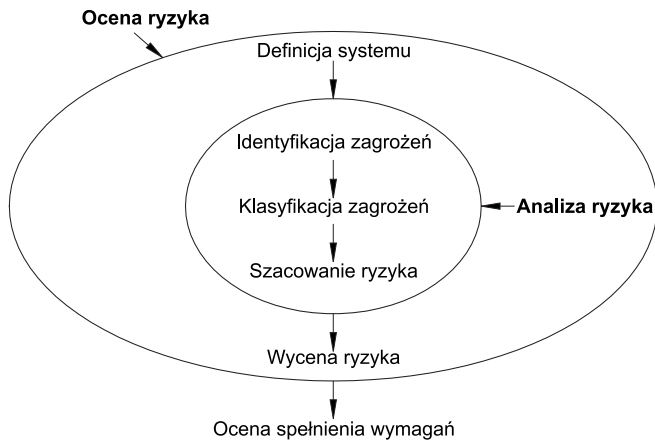 Ocena ryzyka
Definicja systemu
Identyfikacja zagrożeń
Klasyfikacja zagrożeń
Analiza ryzyka
Szacowanie ryzyka
Wycena ryzyka
Ocena spełnienia wymagań